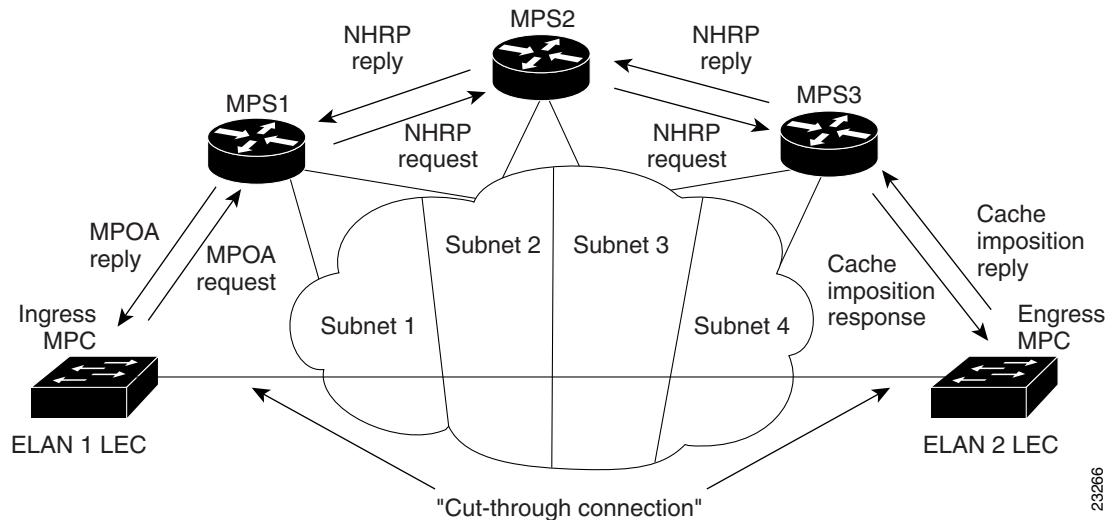 MPS2
NHRP
reply
NHRP
reply
MPS1
MPS3
NHRP
request
NHRP
request
MPOA
reply
MPOA
request
Subnet 2
Subnet 3
Cache
imposition
reply
Cache
imposition
response
Ingress
MPC
Subnet 1
Subnet 4
Engress
MPC
ELAN 1 LEC
ELAN 2 LEC
"Cut-through connection"
23266